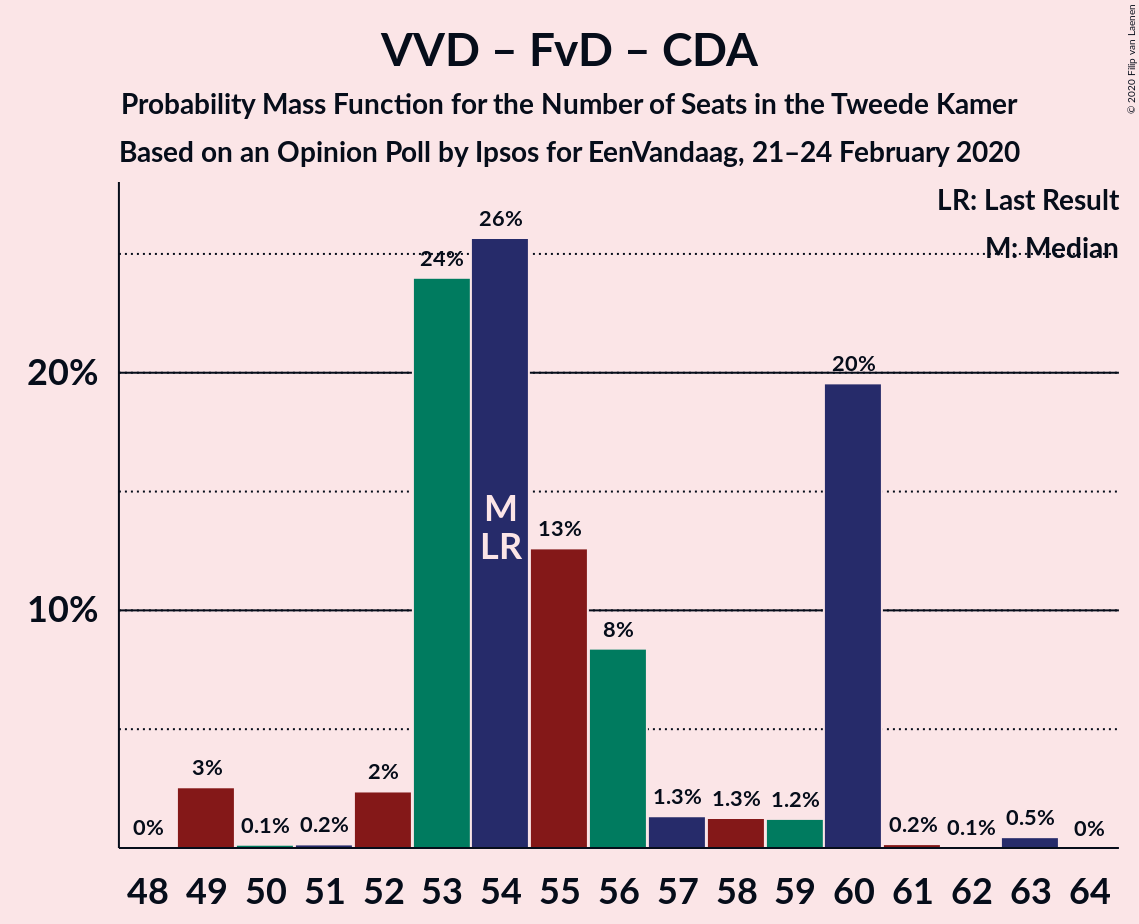 VVD – FvD – CDA
Probability Mass Function for the Number of Seats in the Tweede Kamer
Based on an Opinion Poll by Ipsos for EenVandaag, 21–24 February 2020
© 2020 Filip van Laenen
LR: Last Result
M: Median
20%
10%
0% 3% 0.1% 0.2% 2% 24% 26% 13% 8% 1.3% 1.3% 1.2% 20% 0.2% 0.1% 0.5% 0%
M
LR
48 49 50 51 52 53 54 55 56 57 58 59 60 61 62 63 64